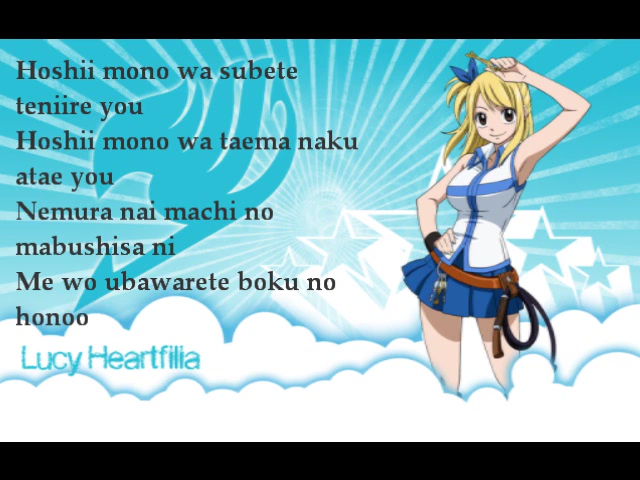 Hoshii mono wa subete
teniire you
Hoshii mono wa taema naku
atae you
Nemura nai machi no
mabushisa ni
Me wo ubawarete boku no
honoo
Lucy Heartfilia